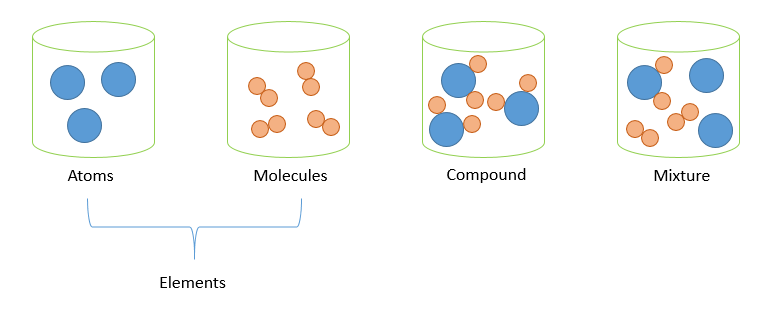 Atoms
Molecules
Compound
Mixture
Elements